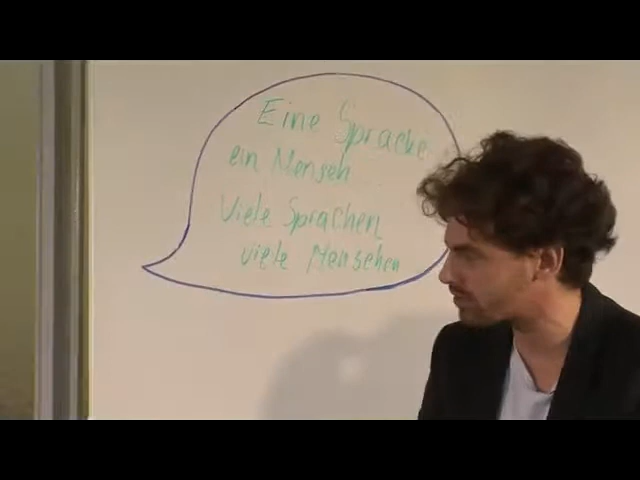 Eine Sprache
ein Mensch
Viele Sprachen
viele Menschen